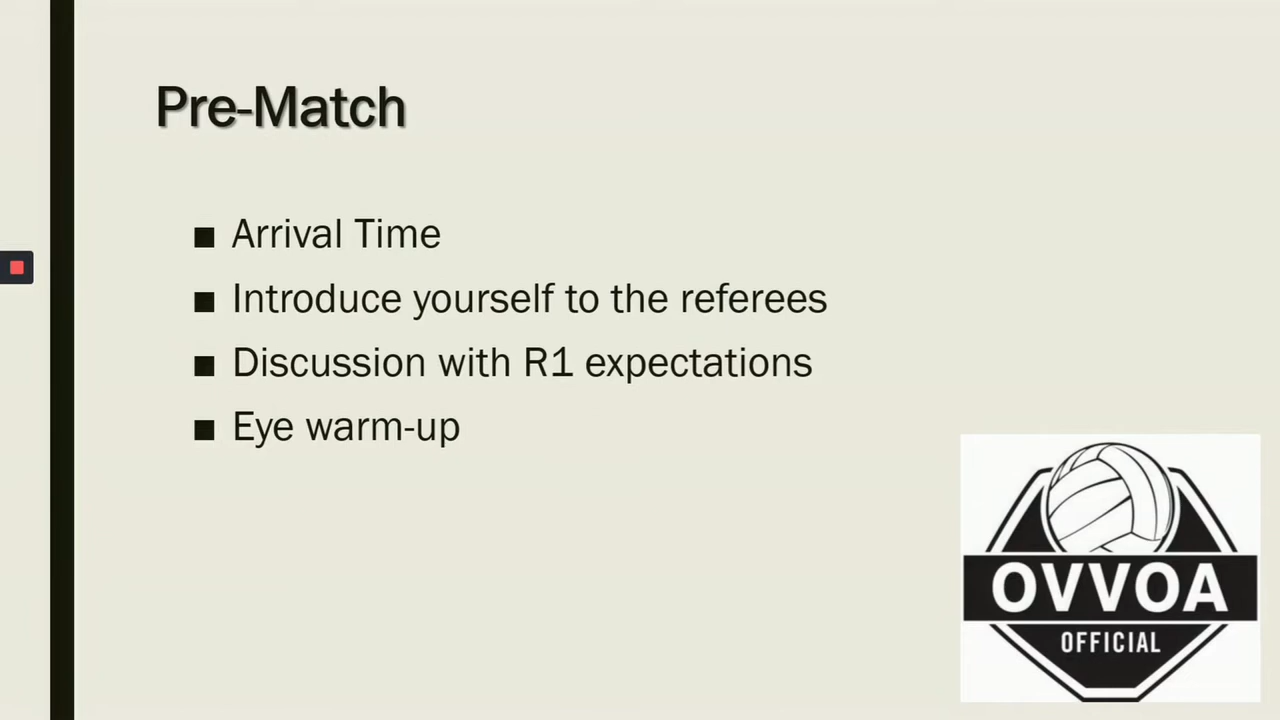 Pre-Match
Arrival Time
Introduce yourself to the referees
Discussion with R1 expectations
Eye warm-up
OVVOA
OFFICIAL